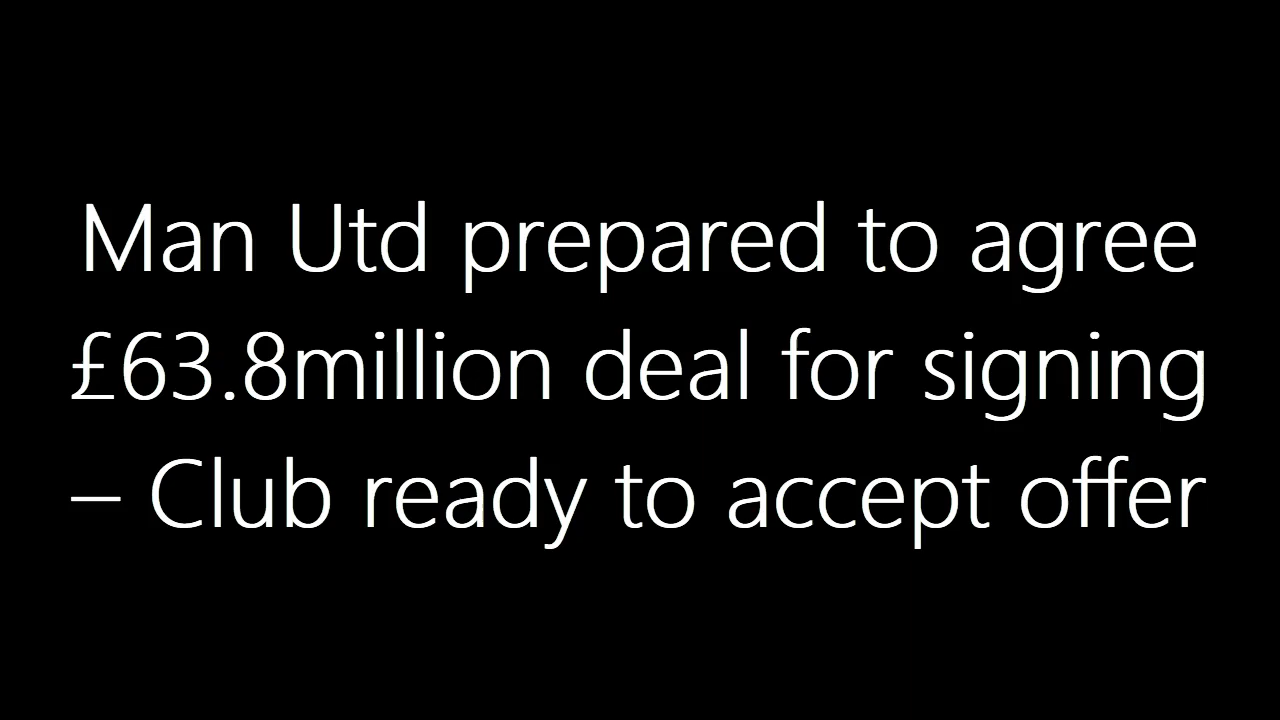 Man Utd prepared to agree
£63.8million deal for signing
– Club ready to accept offer